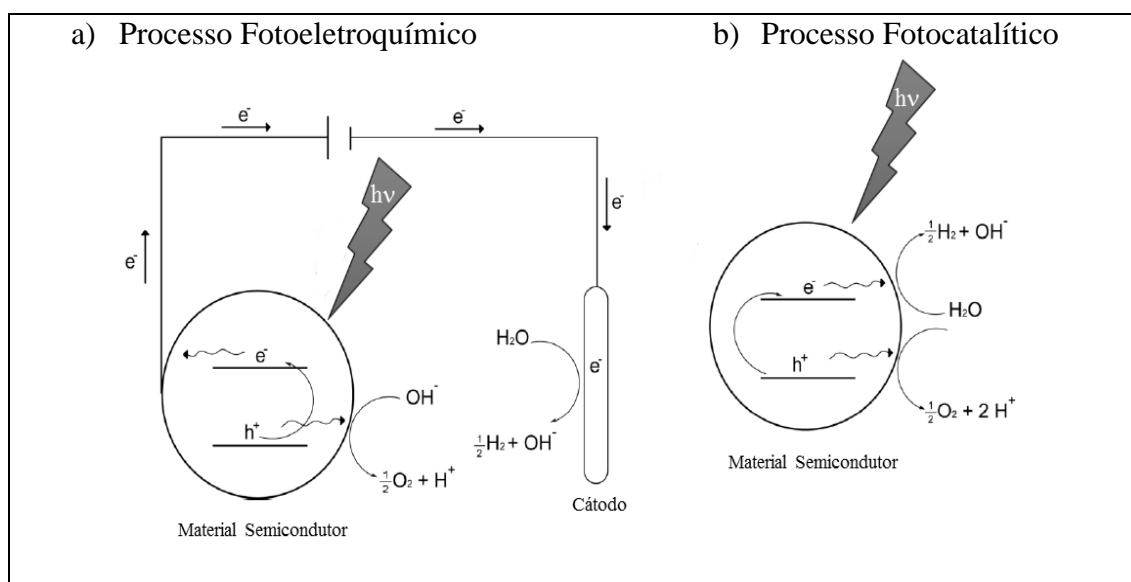 a) Processo Fotoeletroquímico
e⁻
e⁻
hν
e⁻
e⁻
e⁻
h⁺
OH⁻
½O₂ + H⁺
Material Semicondutor
H₂O
e⁻
½H₂ + OH⁻
Cátodo
b) Processo Fotocatalítico
hν
½H₂ + OH⁻
e⁻
H₂O
h⁺
½O₂ + 2 H⁺
Material Semicondutor